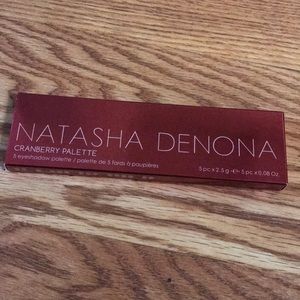 NATASHA DENONA
CRANBERRY PALETTE
5 eyeshadow palette / palette de 5 fards à paupières
5 pc x 2.5 g ℮ 5 pc x 0.08 Oz